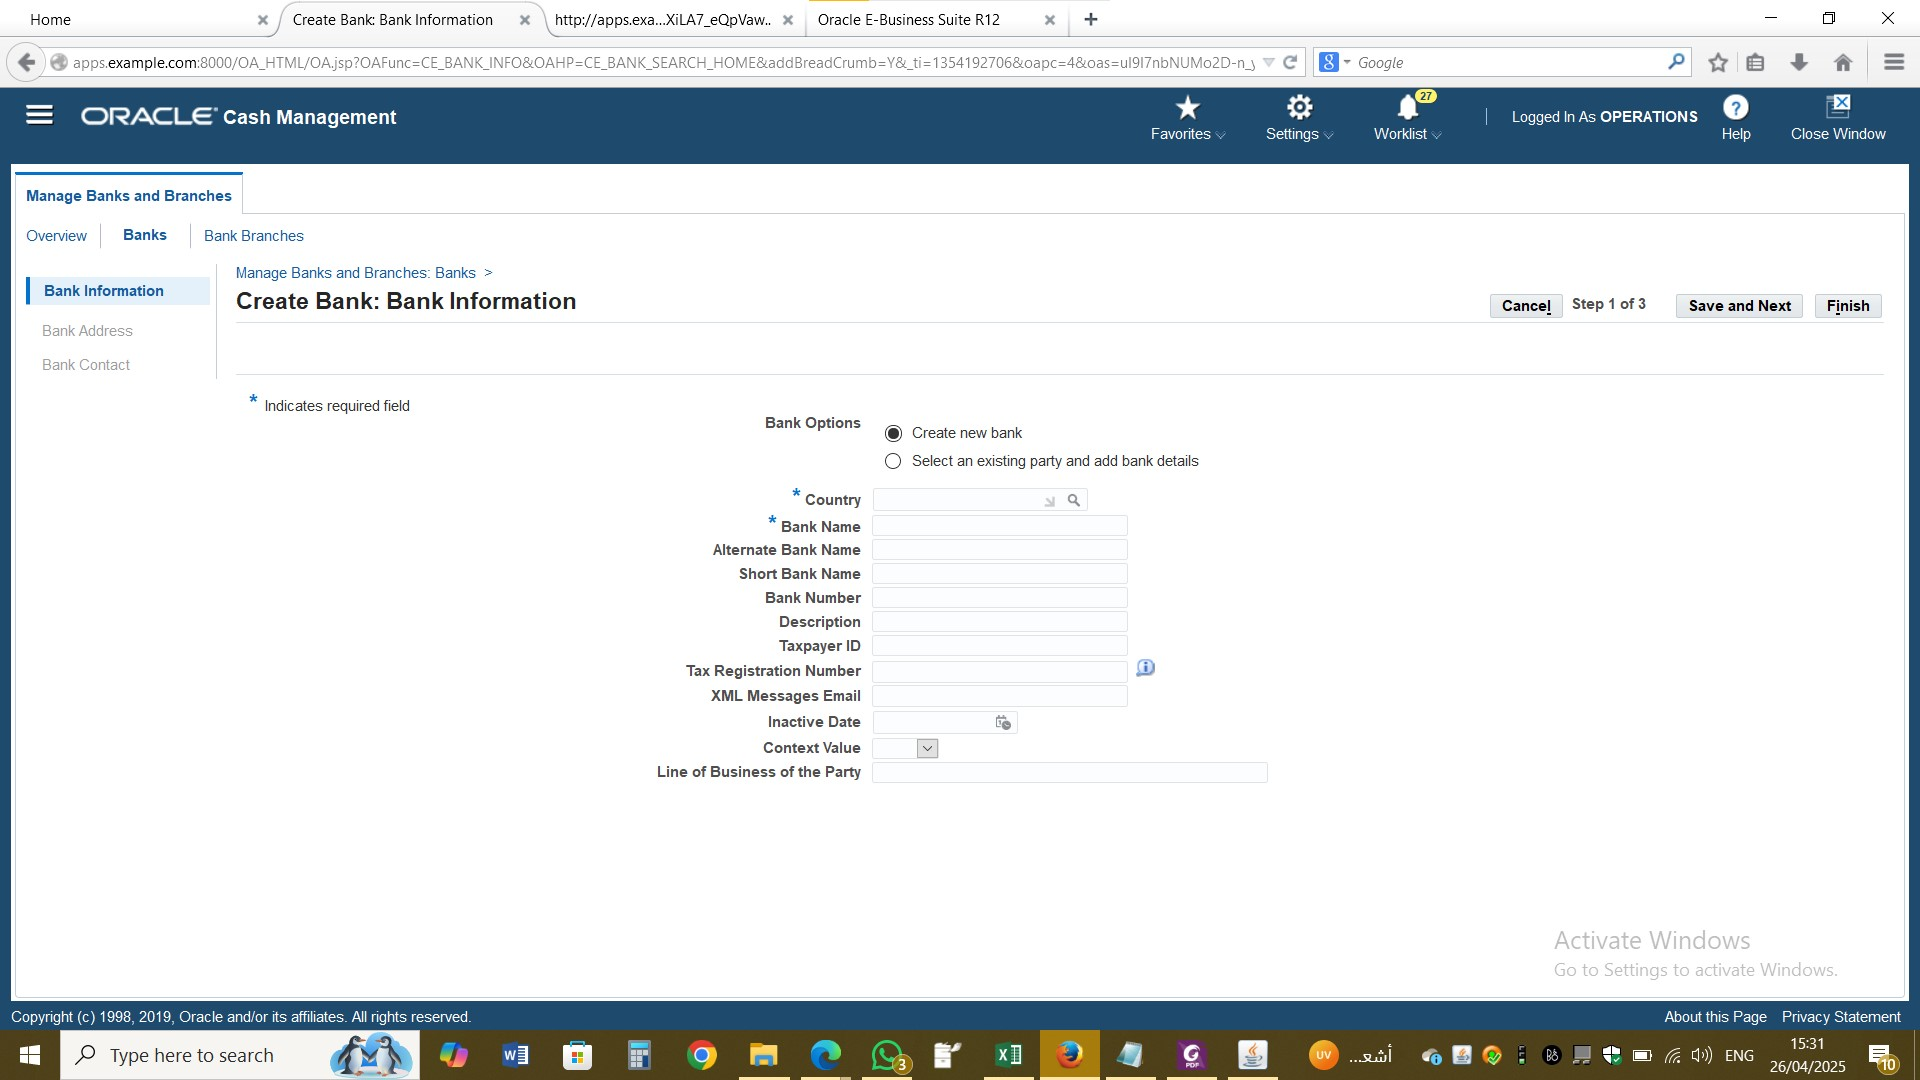 Home
Create Bank: Bank Information
http://apps.exa...XiLA7_eQpVaw..
Oracle E-Business Suite R12
apps.example.com:8000/OA_HTML/OA.jsp?OAFunc=CE_BANK_INFO&OAHP=CE_BANK_SEARCH_HOME&addBreadCrumb=Y&_ti=1354192706&oapc=4&oas=uI9I7nbNUMo2D-n_y
Google
ORACLE Cash Management
Favorites
Settings
27
Worklist
Logged In As OPERATIONS
Help
Close Window
Manage Banks and Branches
Overview
Banks
Bank Branches
Bank Information
Bank Address
Bank Contact
Manage Banks and Branches: Banks >
Create Bank: Bank Information
Cancel
Step 1 of 3
Save and Next
Finish
* Indicates required field
Bank Options
Create new bank
Select an existing party and add bank details
* Country
* Bank Name
Alternate Bank Name
Short Bank Name
Bank Number
Description
Taxpayer ID
Tax Registration Number
XML Messages Email
Inactive Date
Context Value
Line of Business of the Party
Activate Windows
Go to Settings to activate Windows.
Copyright (c) 1998, 2019, Oracle and/or its affiliates. All rights reserved.
About this Page
Privacy Statement
Type here to search
3
UV
أشعـ...
ENG
15:31
26/04/2025
10